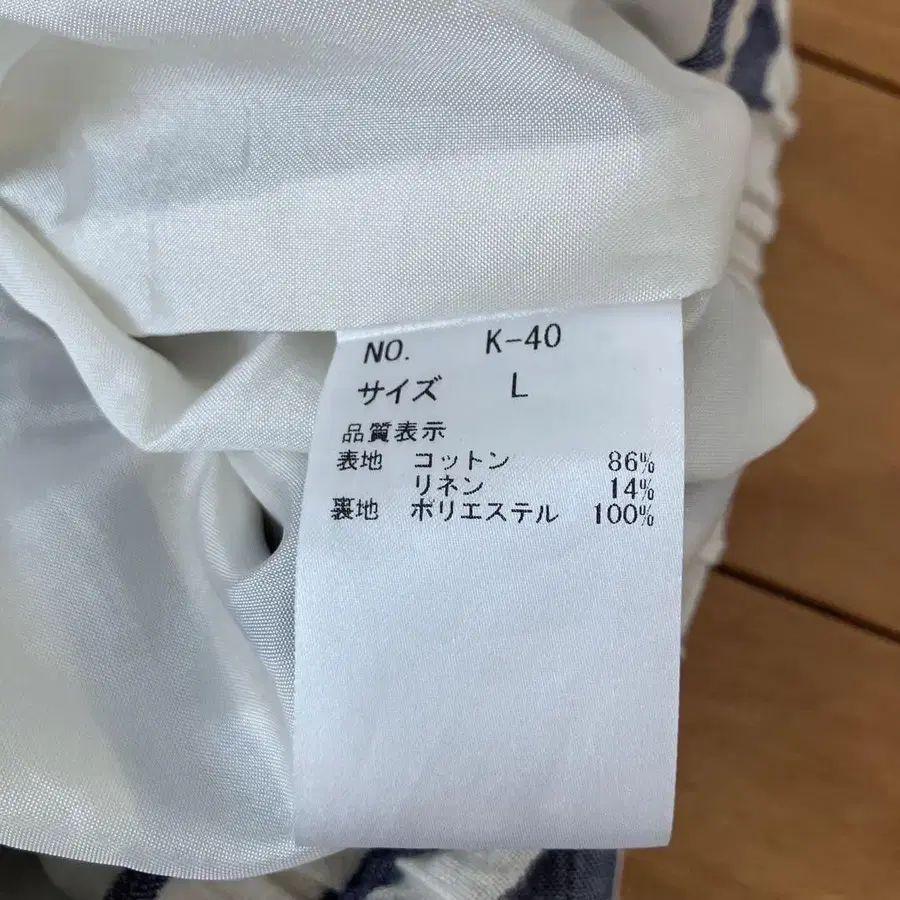 NO. K-40
サイズ L
品質表示
表地 コットン 86%
リネン 14%
裏地 ポリエステル 100%